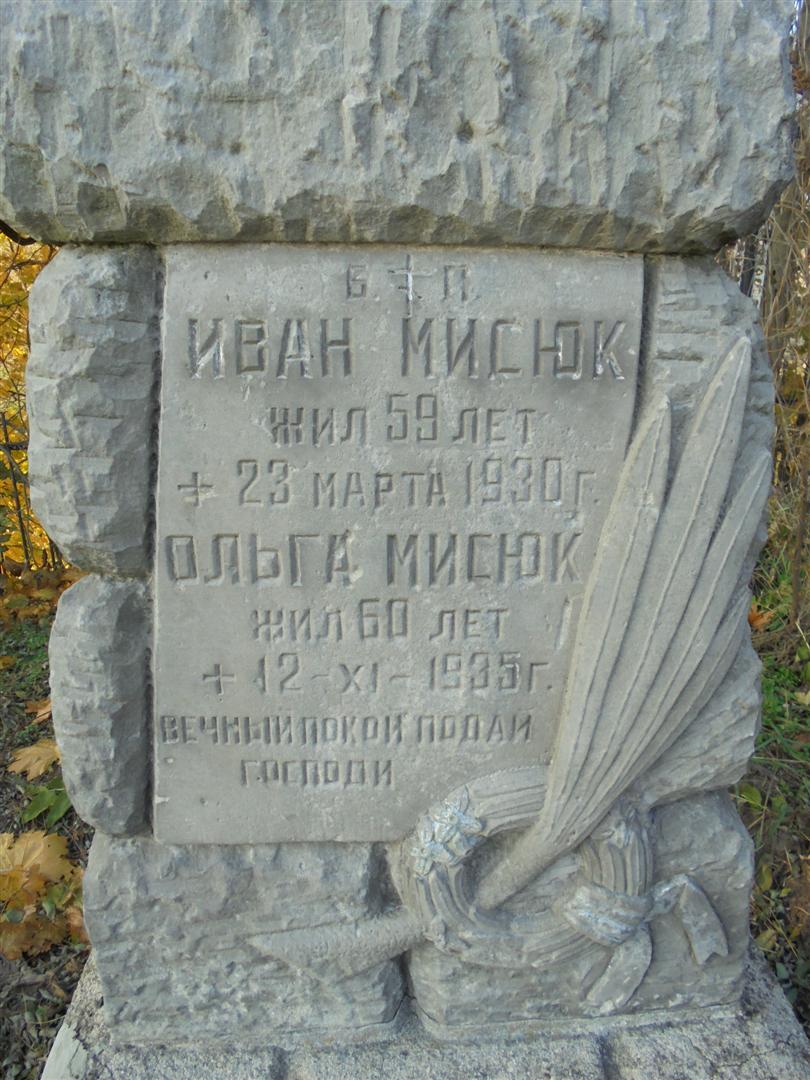 Б. † П.
ИВАН МИСЮК
ЖИЛ 59 ЛЕТ
+ 23 МАРТА 1930 Г.
ОЛЬГА МИСЮК
ЖИЛ 60 ЛЕТ
+ 12 - XI - 1935 Г.
ВЕЧНЫЙ ПОКОЙ ПОДАЙ
ГОСПОДИ